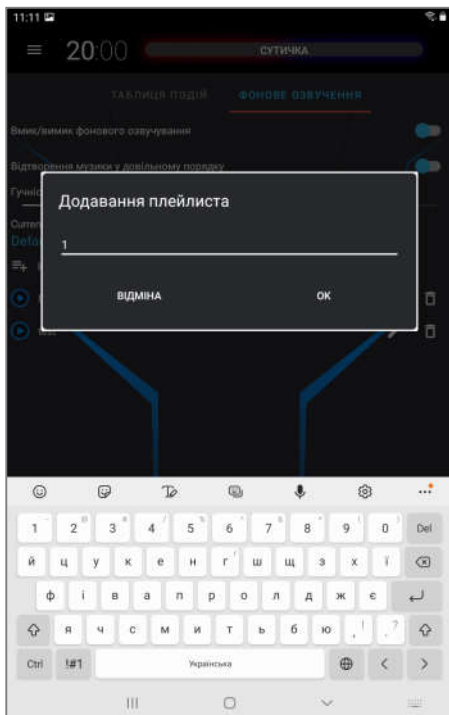 11:11
20:00 СУТИЧКА
ТАБЛИЦЯ ПОДІЙ ФОНОВЕ ОЗВУЧЕННЯ
Вмик/вимик фонового озвучування
Відтворення музики у довільному порядку
Додавання плейлиста
1
ВІДМІНА OK
1 2 3 4 5 6 7 8 9 0 Del
й ц у к е н г ш щ з х ї
ф і в а п р о л д ж є
я ч с м и т ь б ю , ! . ?
Ctrl !#1 Українська